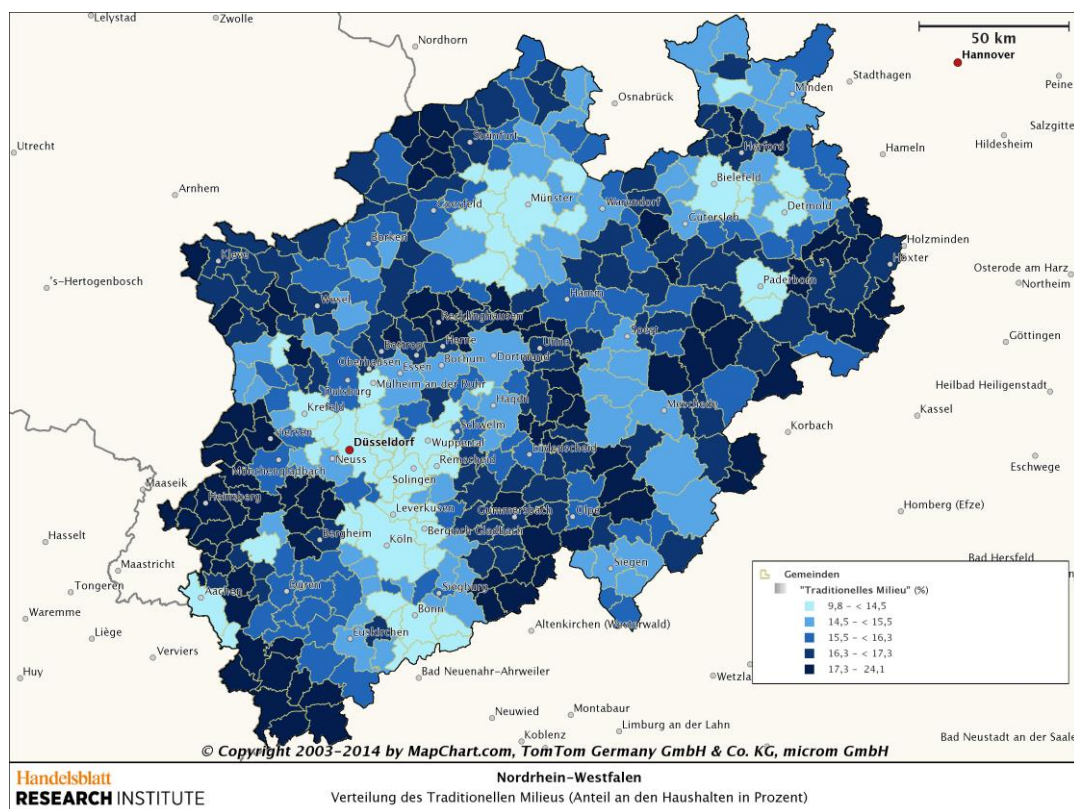 Lelystad
Zwolle
Nordhorn
50 km
Hannover
Stadthagen
Peine
Osnabrück
Minden
Salzgitter
Utrecht
Steinfurt
Herford
Hameln
Hildesheim
Arnhem
Bielefeld
Coesfeld
Münster
Warendorf
Gütersloh
Detmold
Borken
Holzminden
Kleve
Höxter
Osterode am Harz
's-Hertogenbosch
Paderborn
Northeim
Wesel
Hamm
Recklinghausen
Soest
Göttingen
Bottrop
Herne
Unna
Oberhausen
Essen
Bochum
Dortmund
Duisburg
Mülheim an der Ruhr
Heilbad Heiligenstadt
Krefeld
Hagen
Meschede
Kassel
Viersen
Schwelm
Korbach
Düsseldorf
Wuppertal
Mönchengladbach
Neuss
Remscheid
Lüdenscheid
Eschwege
Solingen
Maaseik
Heinsberg
Leverkusen
Gummersbach
Olpe
Homberg (Efze)
Hasselt
Bergheim
Köln
Bergisch Gladbach
Bad Hersfeld
Maastricht
Siegen
Tongeren
Aachen
Düren
Siegburg
Waremme
Bonn
Liège
Altenkirchen (Westerwald)
Euskirchen
Verviers
Huy
Bad Neuenahr-Ahrweiler
Wetzla
Neuwied
Montabaur
Limburg an der Lahn
Koblenz
Bad Neustadt an der Saale
Gemeinden
"Traditionelles Milieu" (%)
9,8 - < 14,5
14,5 - < 15,5
15,5 - < 16,3
16,3 - < 17,3
17,3 - 24,1
© Copyright 2003-2014 by MapChart.com, TomTom Germany GmbH & Co. KG, microm GmbH
Handelsblatt
RESEARCH INSTITUTE
Nordrhein-Westfalen
Verteilung des Traditionellen Milieus (Anteil an den Haushalten in Prozent)